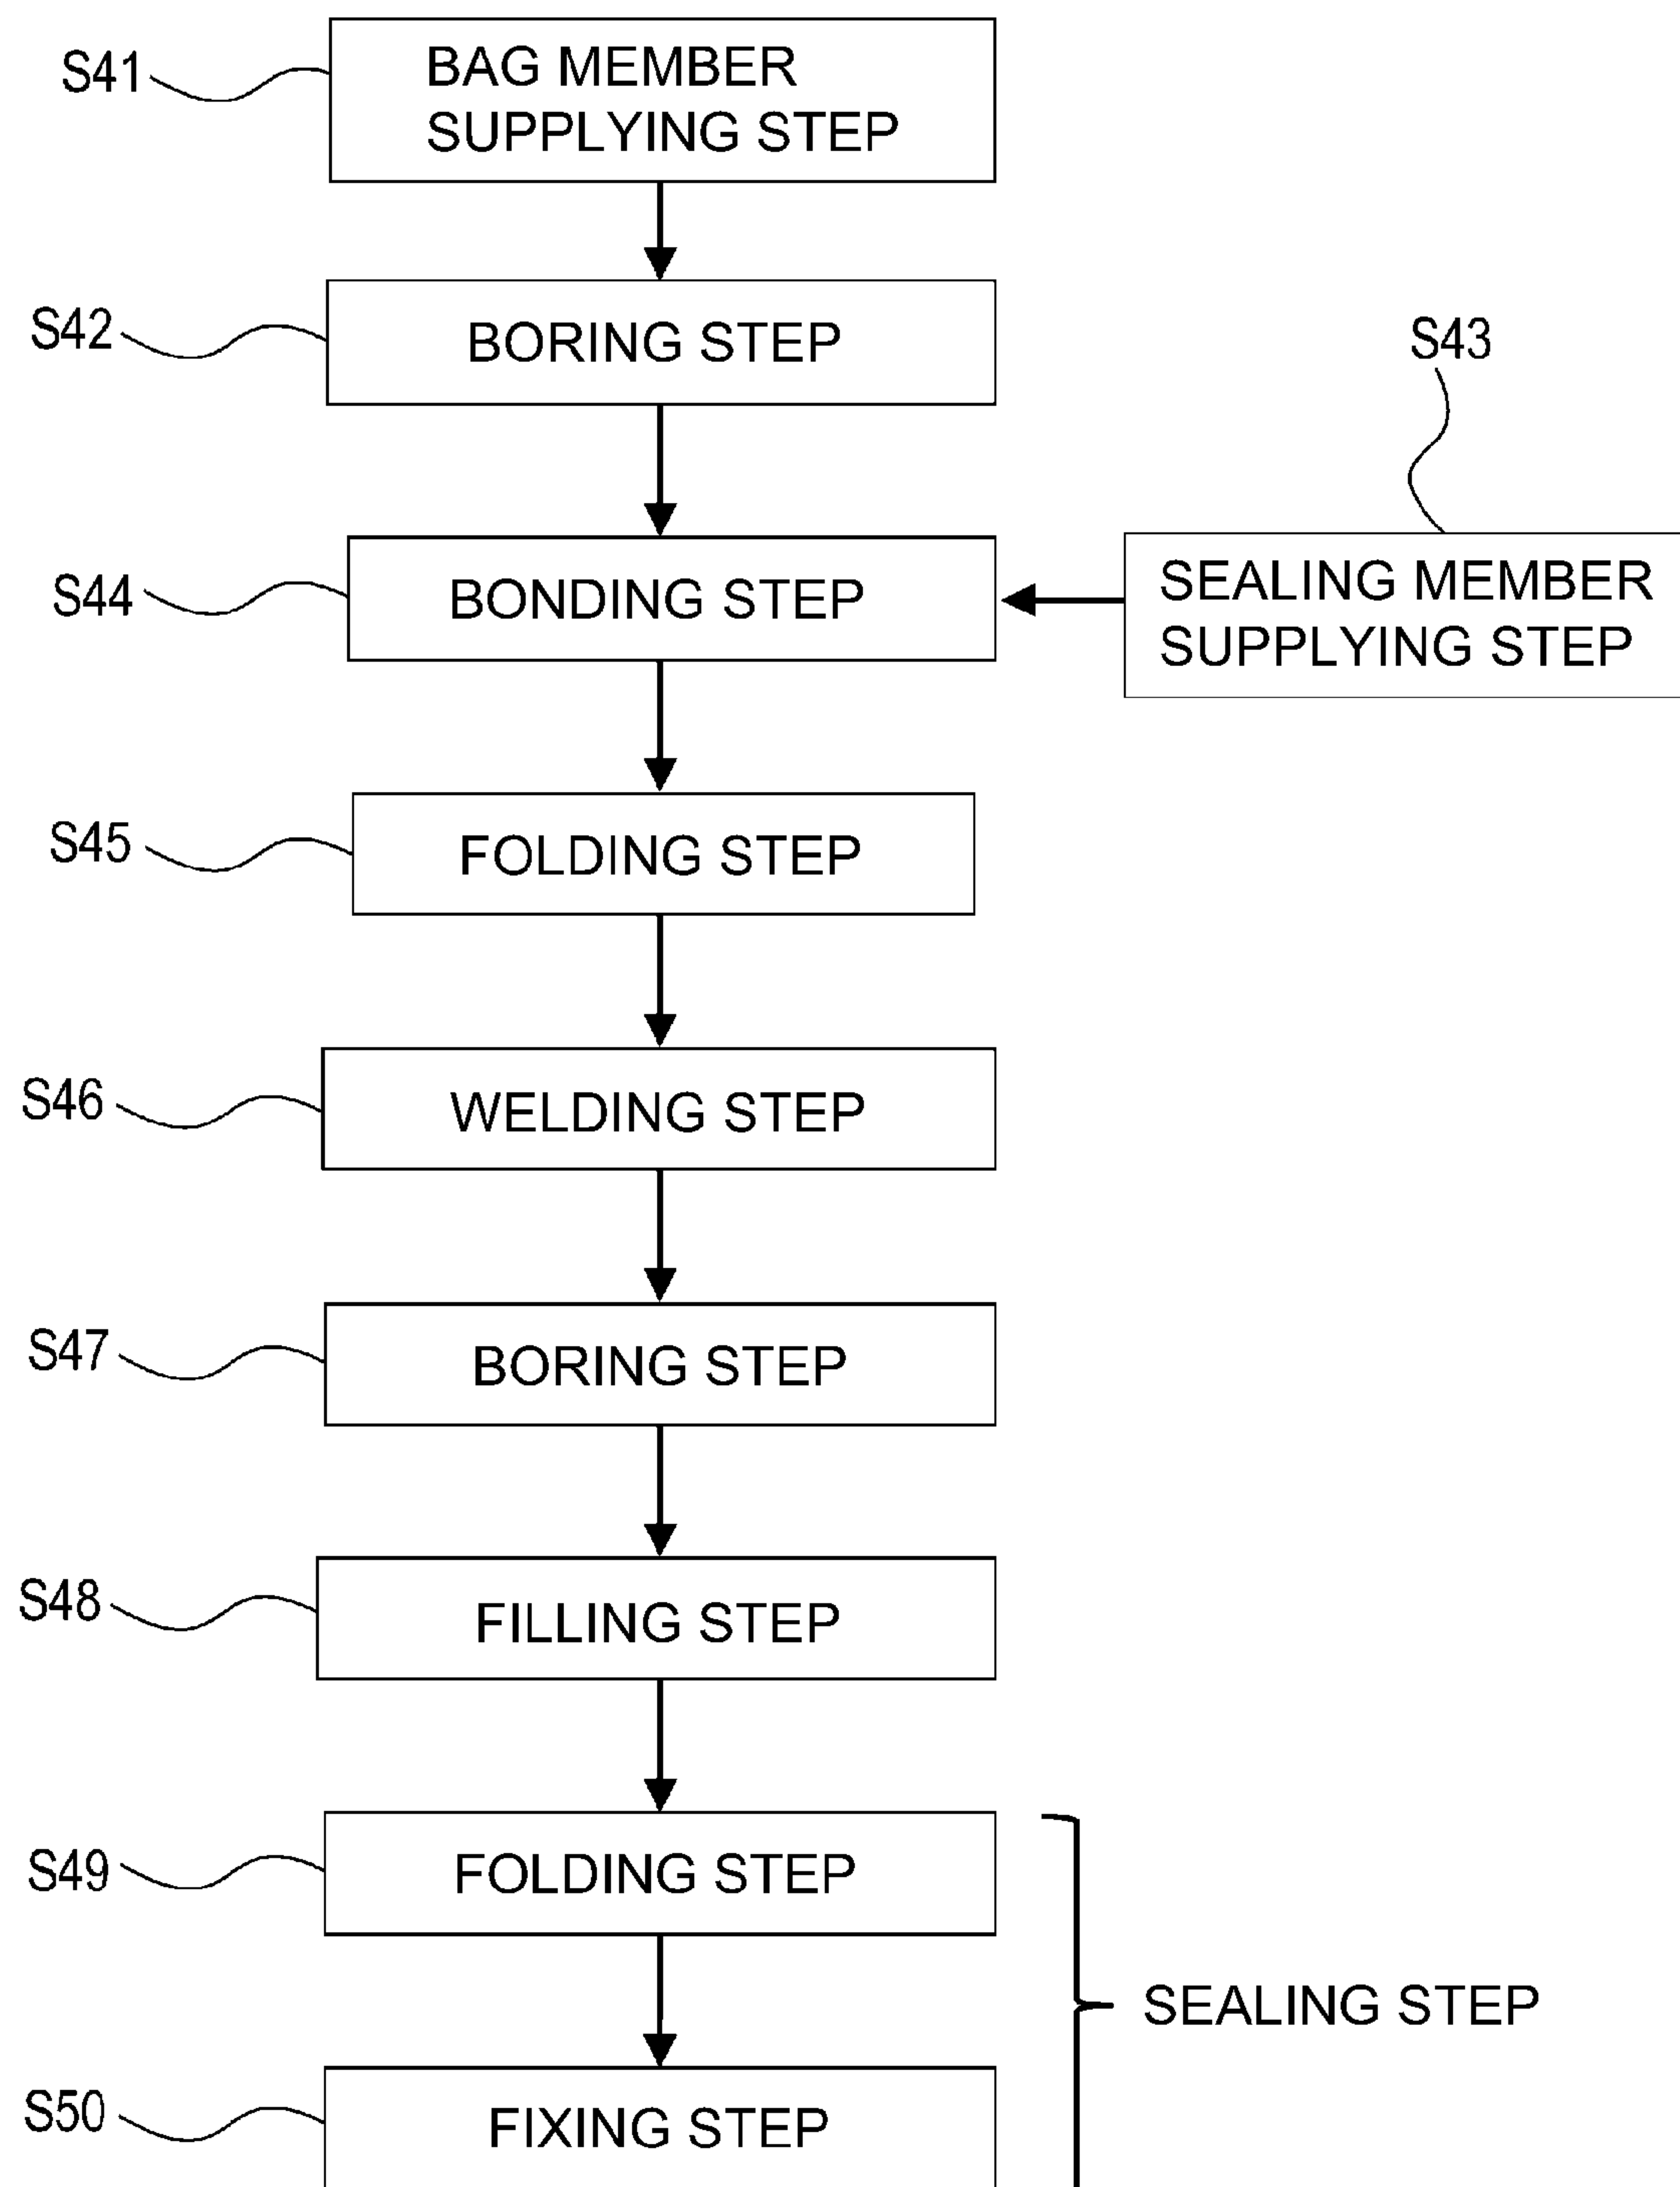 S41
BAG MEMBER
SUPPLYING STEP
S42
BORING STEP
S43
S44
BONDING STEP
SEALING MEMBER
SUPPLYING STEP
S45
FOLDING STEP
S46
WELDING STEP
S47
BORING STEP
S48
FILLING STEP
S49
FOLDING STEP
SEALING STEP
S50
FIXING STEP